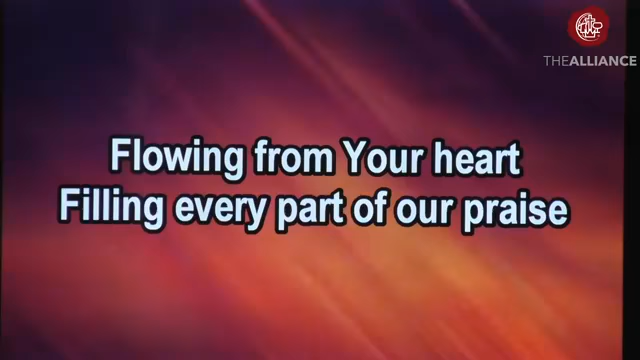 THEALLIANCE
Flowing from Your heart
Filling every part of our praise